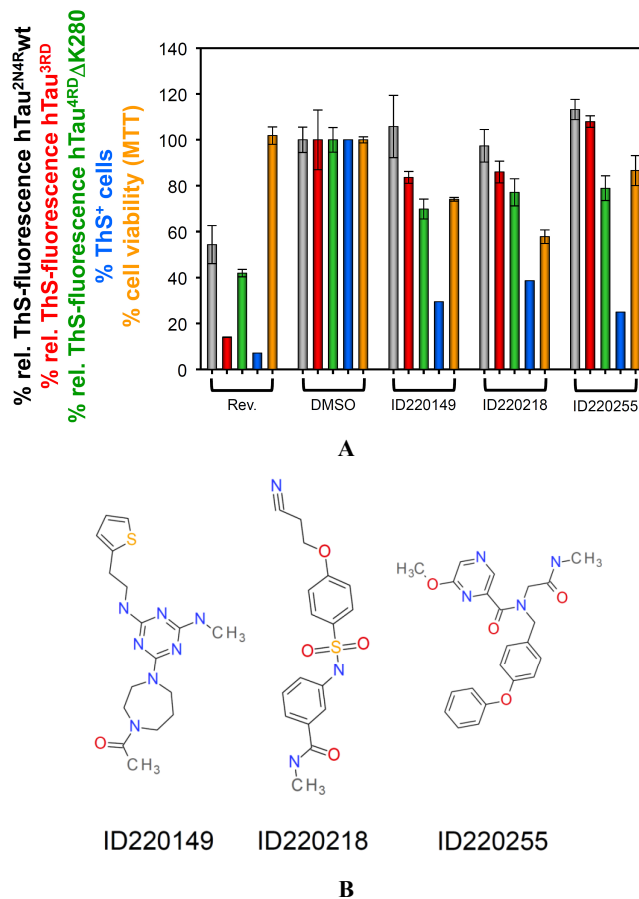 % rel. ThS-fluorescence hTau2N4Rwt
% rel. ThS-fluorescence hTau3RD
% rel. ThS-fluorescence hTau4RDΔK280
% ThS+ cells
% cell viability (MTT)
140
120
100
80
60
40
20
0
Rev. DMSO ID220149 ID220218 ID220255
A
N
S
O
N
N
N
N
CH3
N
N
N
N
O
CH3
O
S
O
N
N
O
CH3
N
N
CH3
H3C
O
N
N
O
O
O
ID220149 ID220218 ID220255
B